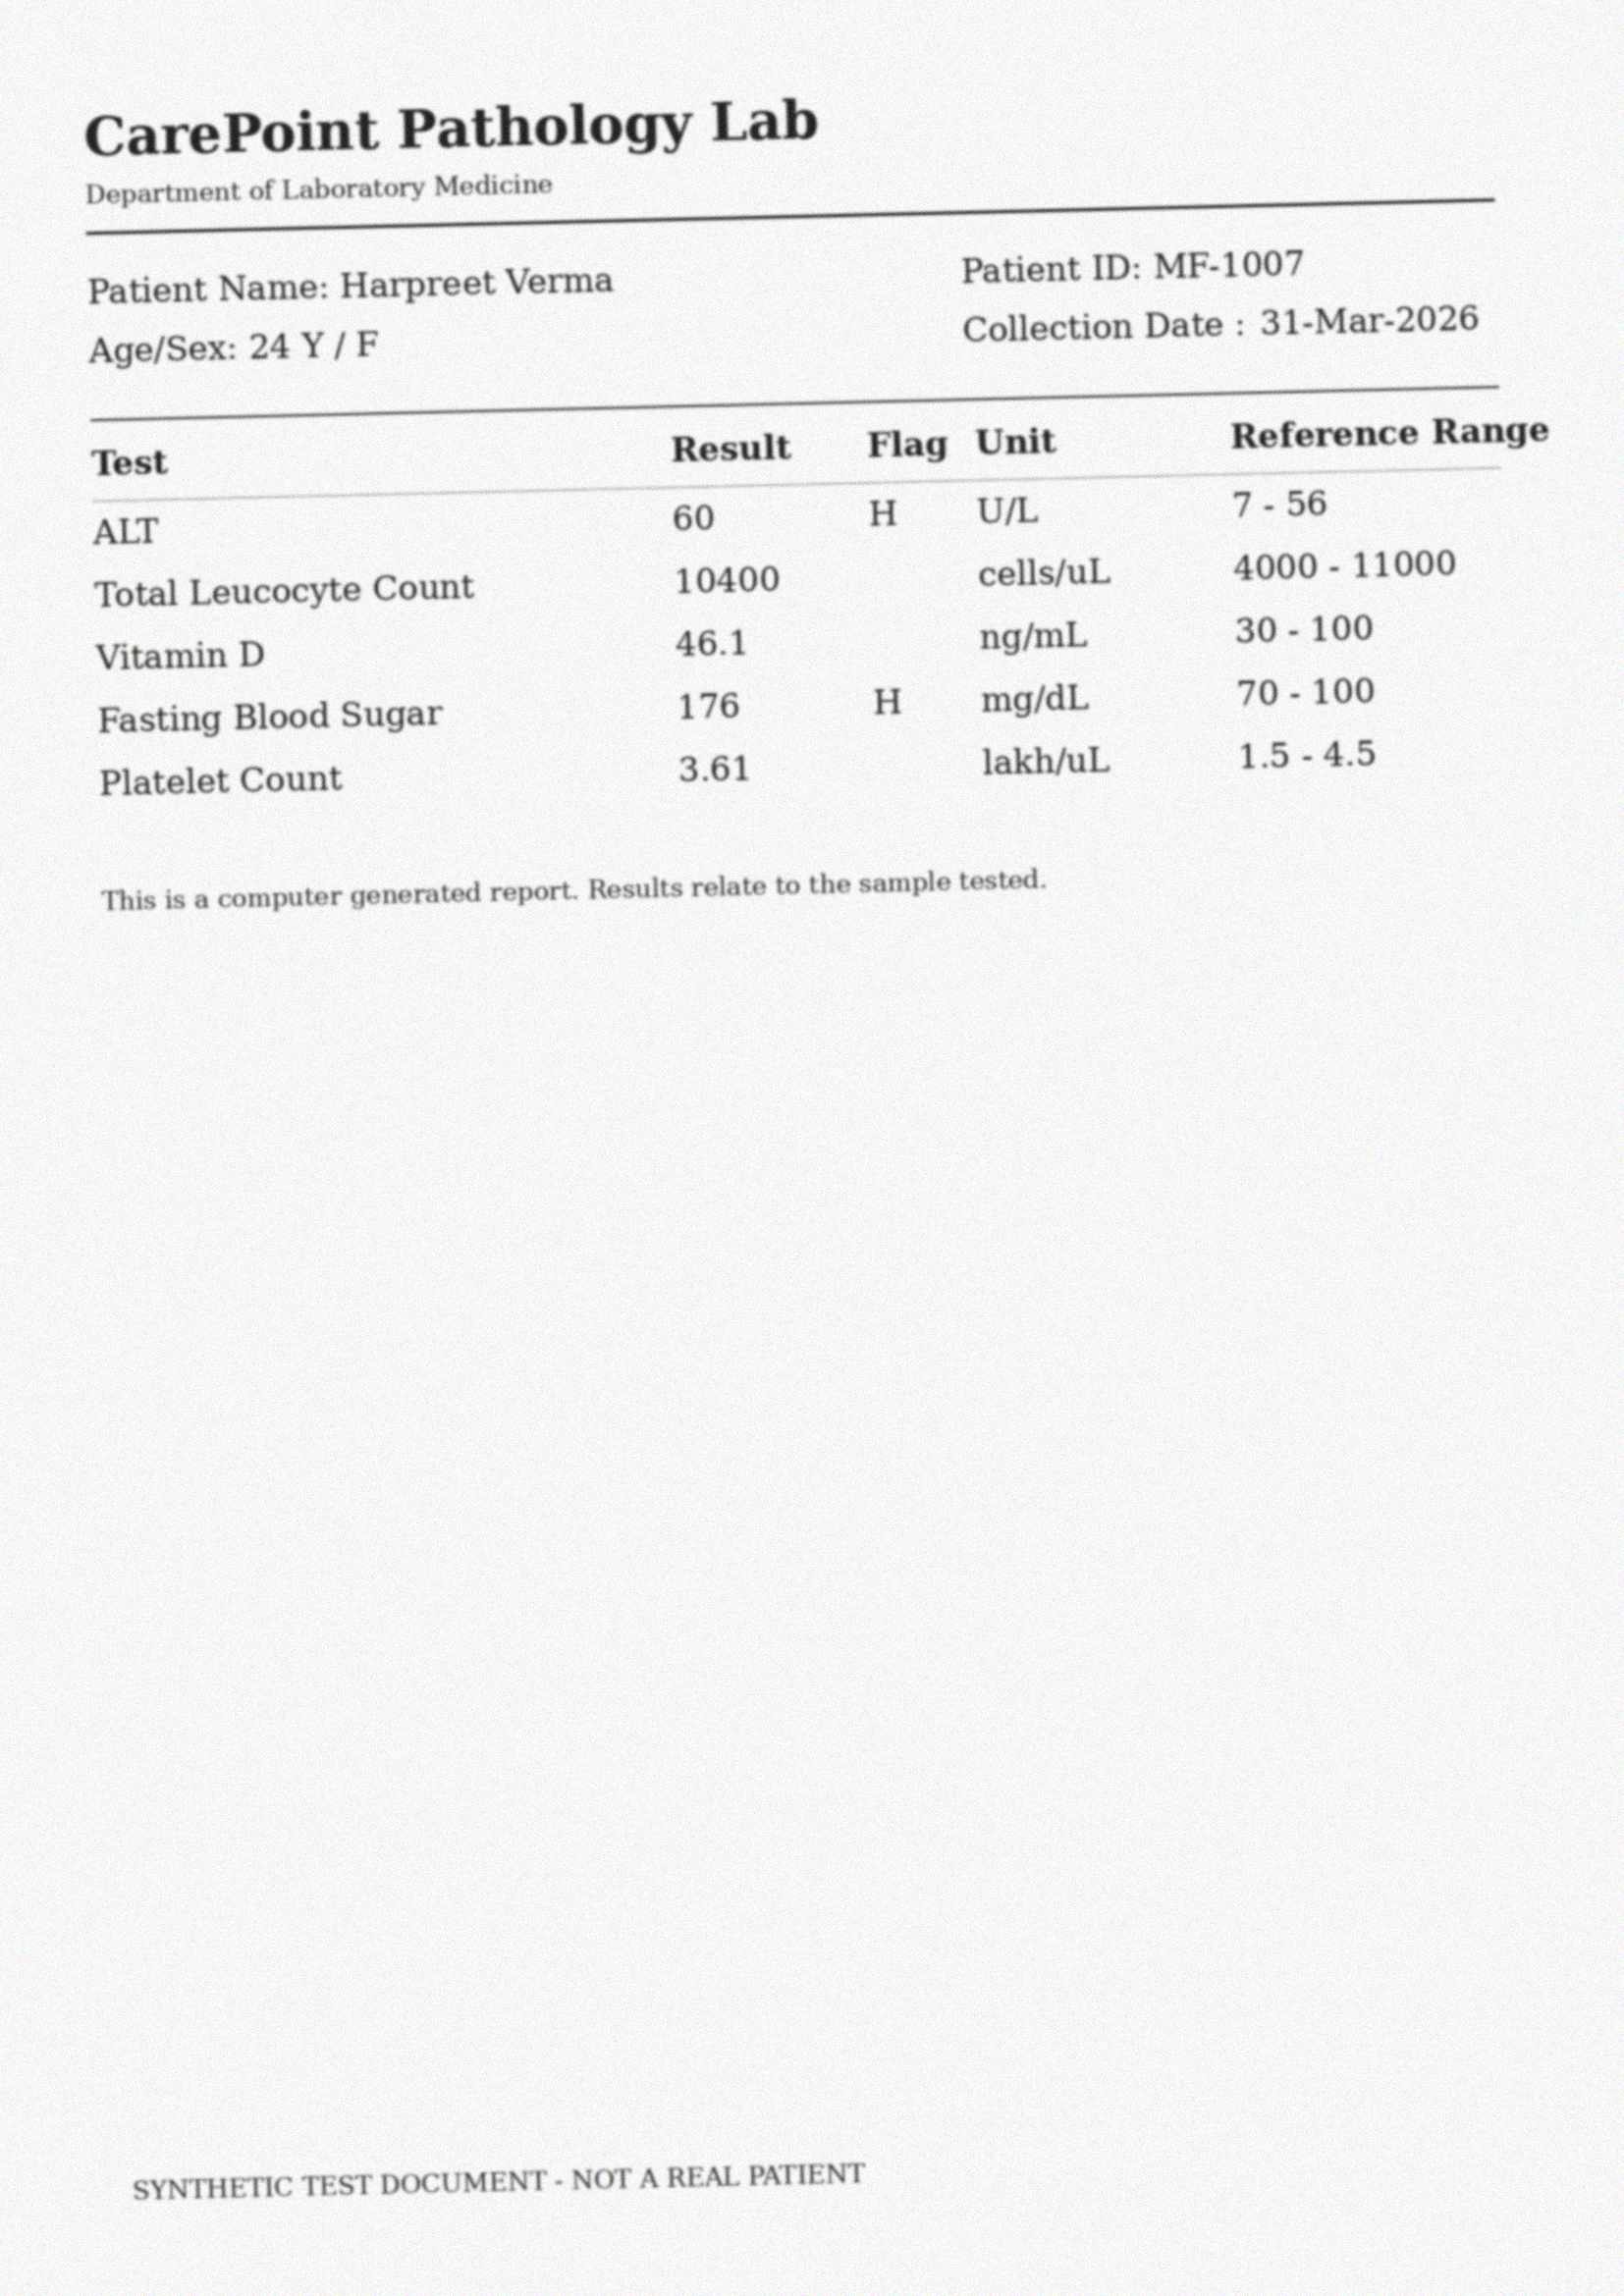 CarePoint Pathology Lab
Department of Laboratory Medicine
Patient Name: Harpreet Verma Patient ID: MF-1007
Age/Sex: 24 Y / F Collection Date : 31-Mar-2026
Test Result Flag Unit Reference Range
ALT 60 H U/L 7 - 56
Total Leucocyte Count 10400 cells/uL 4000 - 11000
Vitamin D 46.1 ng/mL 30 - 100
Fasting Blood Sugar 176 H mg/dL 70 - 100
Platelet Count 3.61 lakh/uL 1.5 - 4.5
This is a computer generated report. Results relate to the sample tested.
SYNTHETIC TEST DOCUMENT - NOT A REAL PATIENT